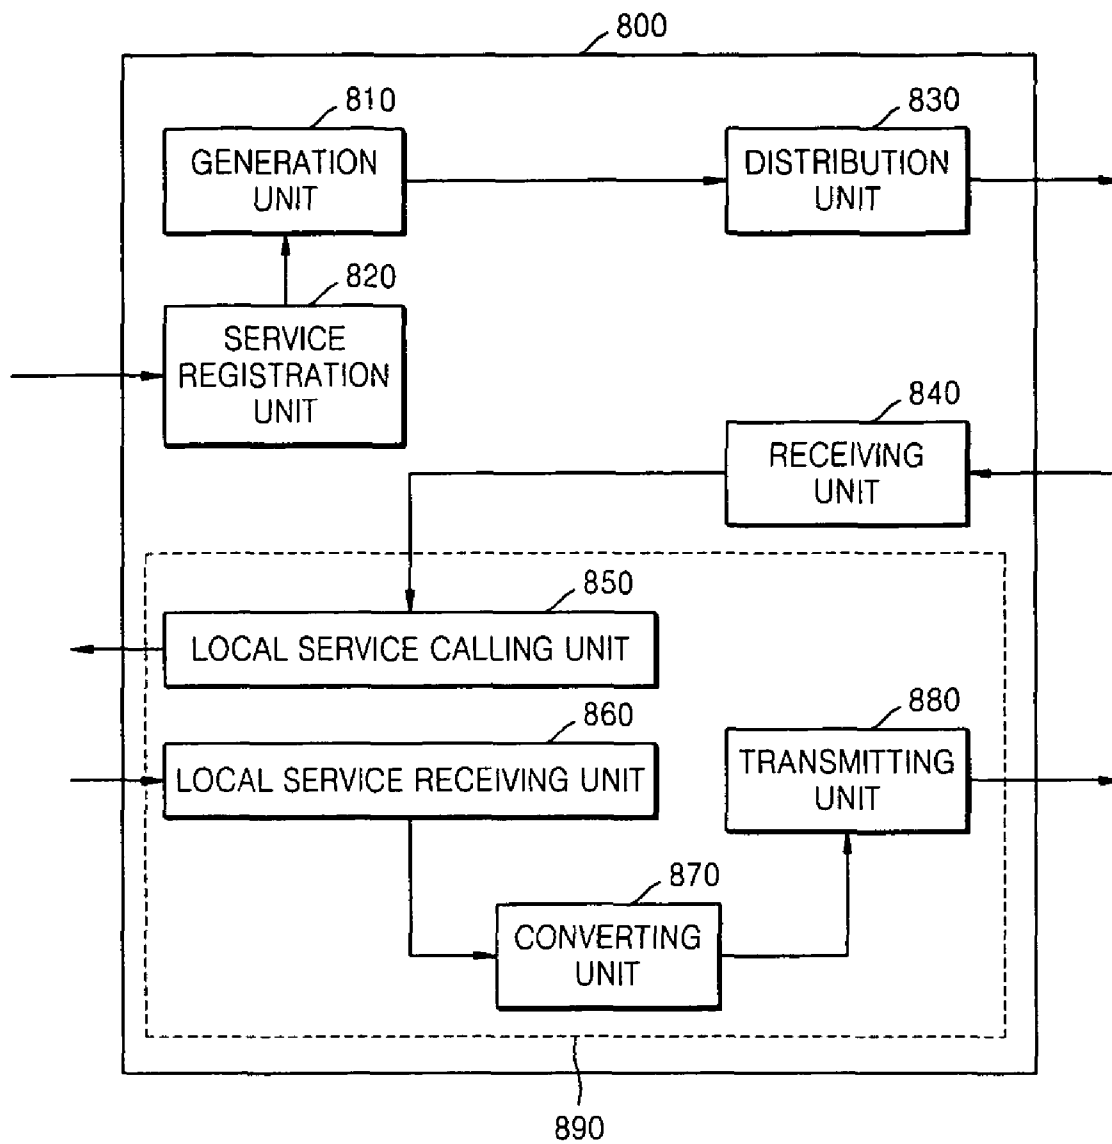 800
810
GENERATION
UNIT
830
DISTRIBUTION
UNIT
820
SERVICE
REGISTRATION
UNIT
840
RECEIVING
UNIT
850
LOCAL SERVICE CALLING UNIT
860
LOCAL SERVICE RECEIVING UNIT
880
TRANSMITTING
UNIT
870
CONVERTING
UNIT
890